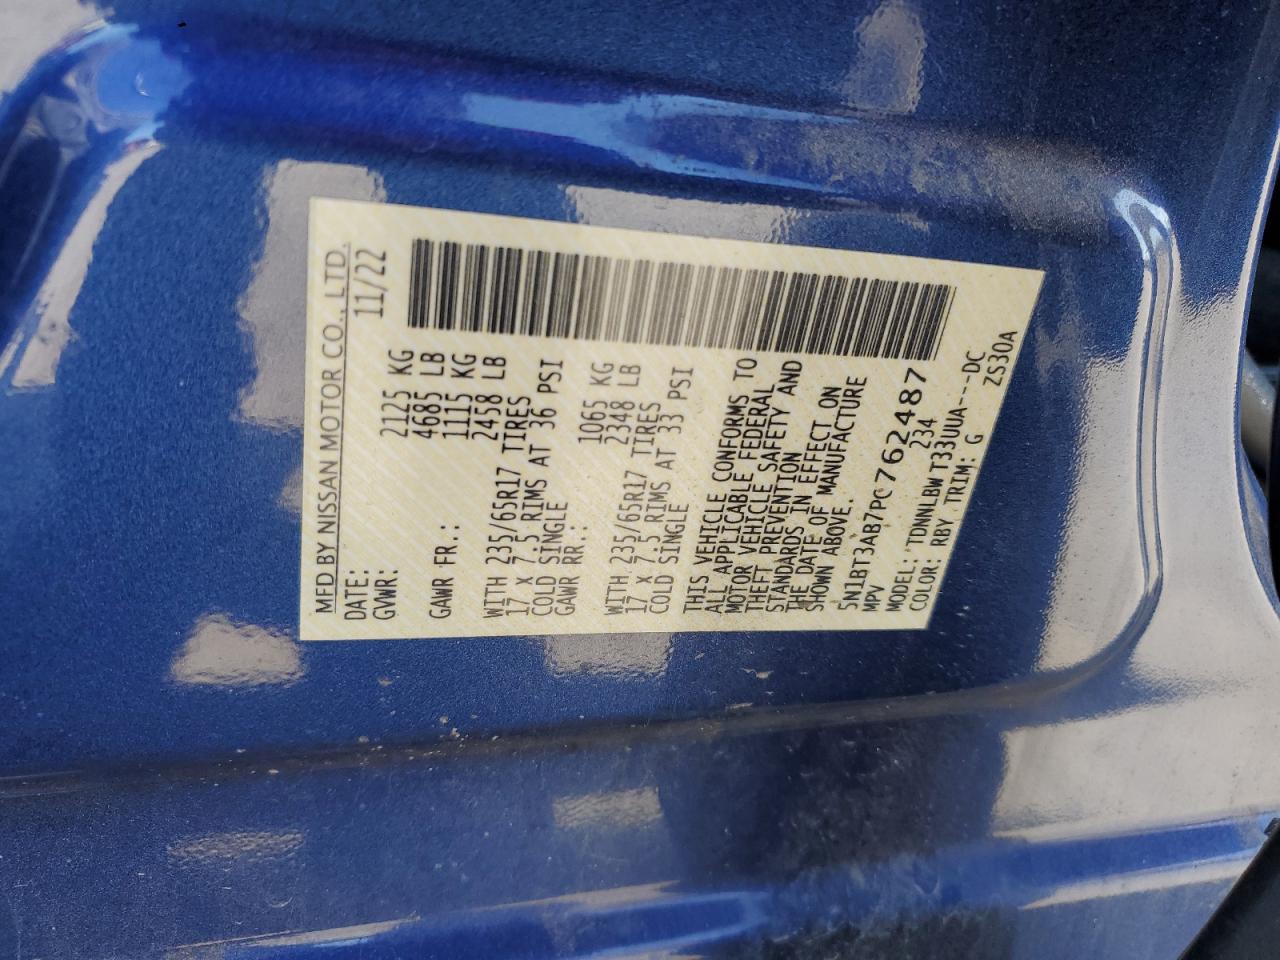 MFD BY NISSAN MOTOR CO., LTD.
DATE: 11/22
GVWR: 2125 KG
4685 LB
GAWR FR.: 1115 KG
2458 LB
WITH 235/65R17 TIRES
17 X 7.5 RIMS AT 36 PSI
COLD SINGLE
GAWR RR.: 1065 KG
2348 LB
WITH 235/65R17 TIRES
17 X 7.5 RIMS AT 33 PSI
COLD SINGLE
THIS VEHICLE CONFORMS TO
ALL APPLICABLE FEDERAL
MOTOR VEHICLE SAFETY AND
THEFT PREVENTION
STANDARDS IN EFFECT ON
THE DATE OF MANUFACTURE
SHOWN ABOVE.
5N1BT3AB7PC762487
MPV 234
MODEL: TDNNLBW T33UUA---DC
COLOR: RBY TRIM: G ZS30A